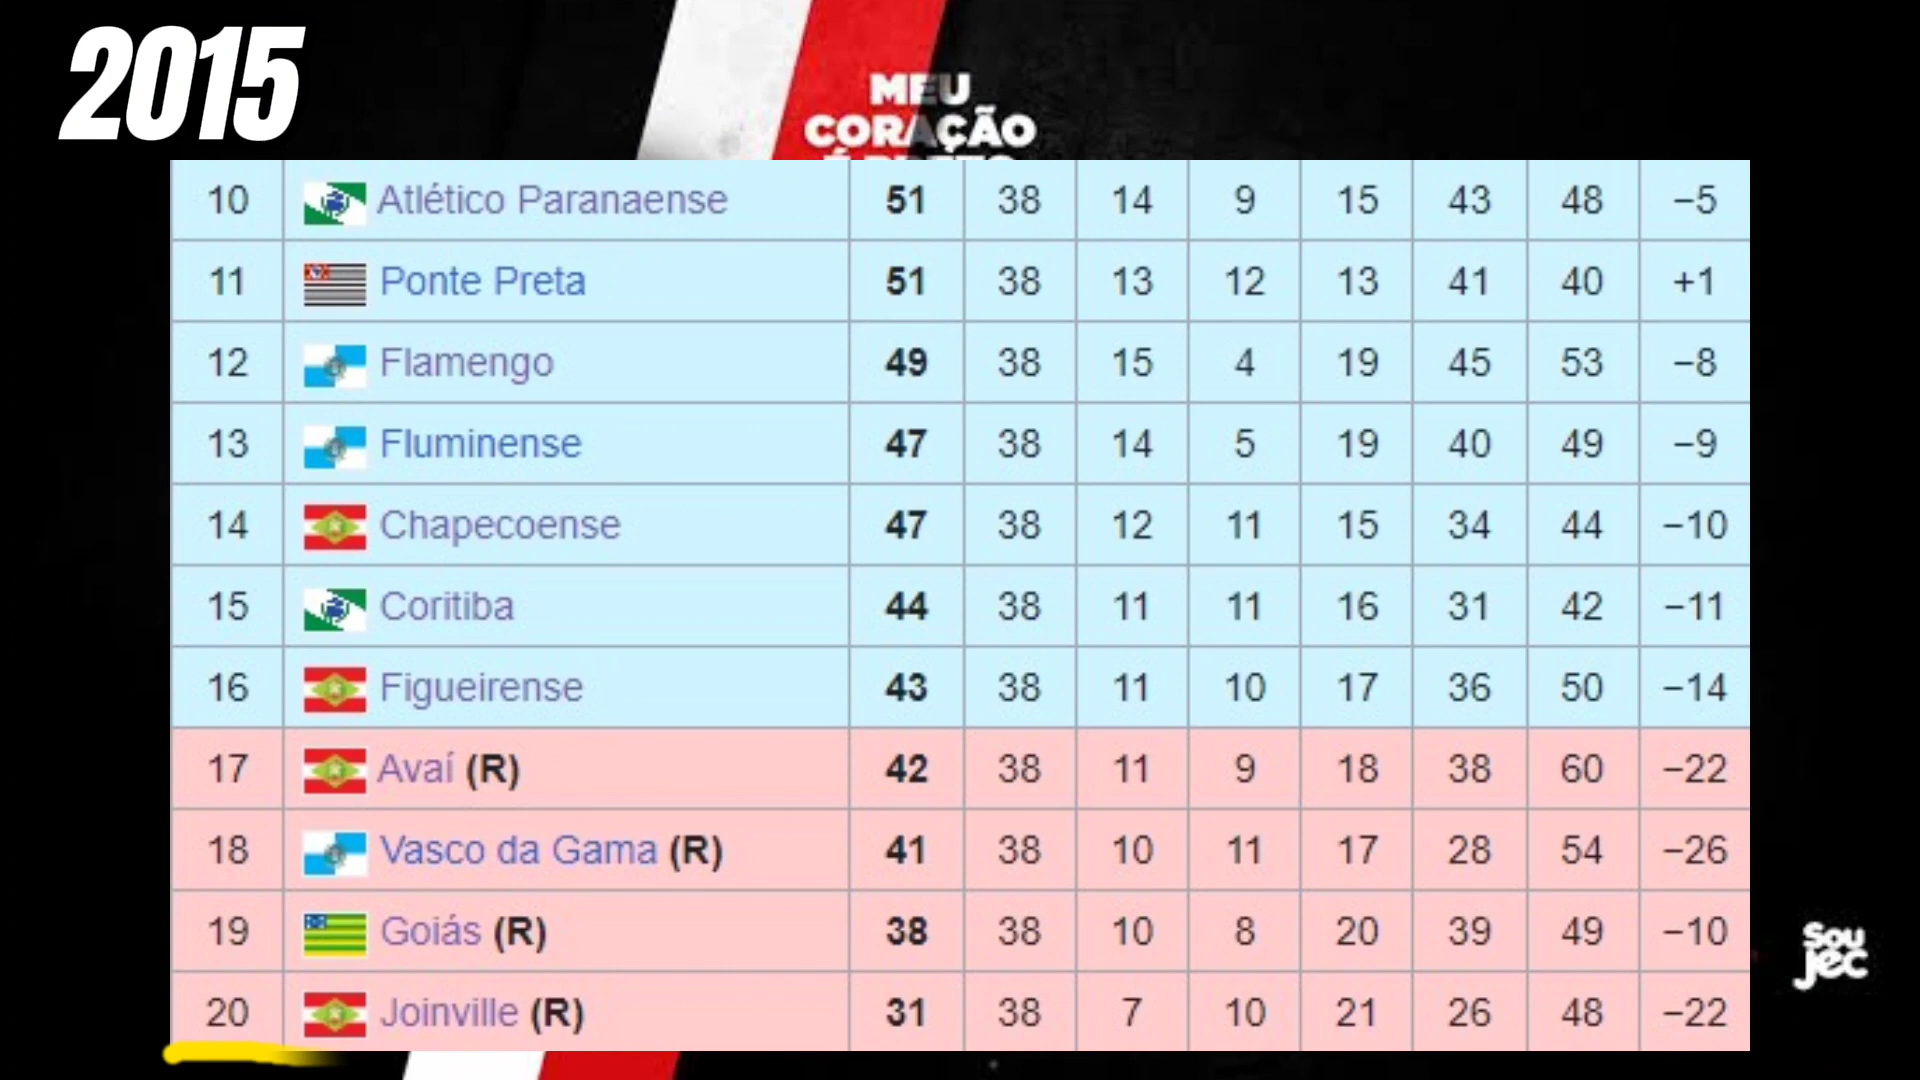 2015
MEU
CORAÇÃO
10 Atlético Paranaense 51 38 14 9 15 43 48 −5
11 Ponte Preta 51 38 13 12 13 41 40 +1
12 Flamengo 49 38 15 4 19 45 53 −8
13 Fluminense 47 38 14 5 19 40 49 −9
14 Chapecoense 47 38 12 11 15 34 44 −10
15 Coritiba 44 38 11 11 16 31 42 −11
16 Figueirense 43 38 11 10 17 36 50 −14
17 Avaí (R) 42 38 11 9 18 38 60 −22
18 Vasco da Gama (R) 41 38 10 11 17 28 54 −26
19 Goiás (R) 38 38 10 8 20 39 49 −10
20 Joinville (R) 31 38 7 10 21 26 48 −22
Sou
Jec